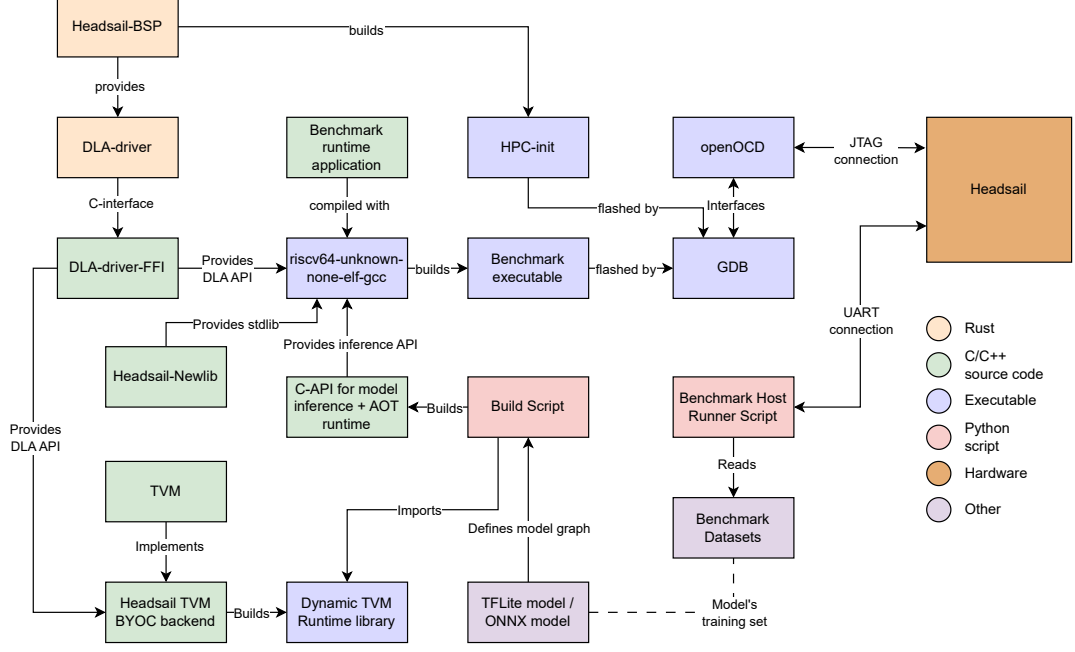 Headsail-BSP
builds
provides
DLA-driver
Benchmark
runtime
application
HPC-init
openOCD
JTAG
connection
Headsail
C-interface
compiled with
flashed by
Interfaces
DLA-driver-FFI
Provides
DLA API
riscv64-unknown-
none-elf-gcc
builds
Benchmark
executable
flashed by
GDB
Provides stdlib
UART
connection
Rust
Provides inference API
Headsail-Newlib
C/C++
source code
C-API for model
inference + AOT
runtime
Builds
Build Script
Benchmark Host
Runner Script
Executable
Provides
DLA API
Python
script
Reads
Hardware
TVM
Imports
Defines model graph
Benchmark
Datasets
Other
Implements
Headsail TVM
BYOC backend
Builds
Dynamic TVM
Runtime library
TFLite model /
ONNX model
Model's
training set